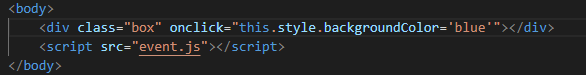 <body>
<div class="box" onclick="this.style.backgroundColor='blue'"></div>
<script src="event.js"></script>
</body>